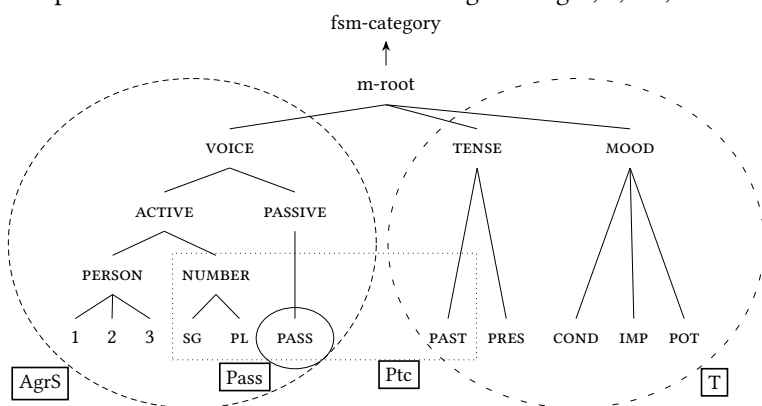 fsm-category
m-root
VOICE TENSE MOOD
ACTIVE PASSIVE
PERSON NUMBER
1 2 3 SG PL PASS PAST PRES COND IMP POT
AgrS Pass Ptc T